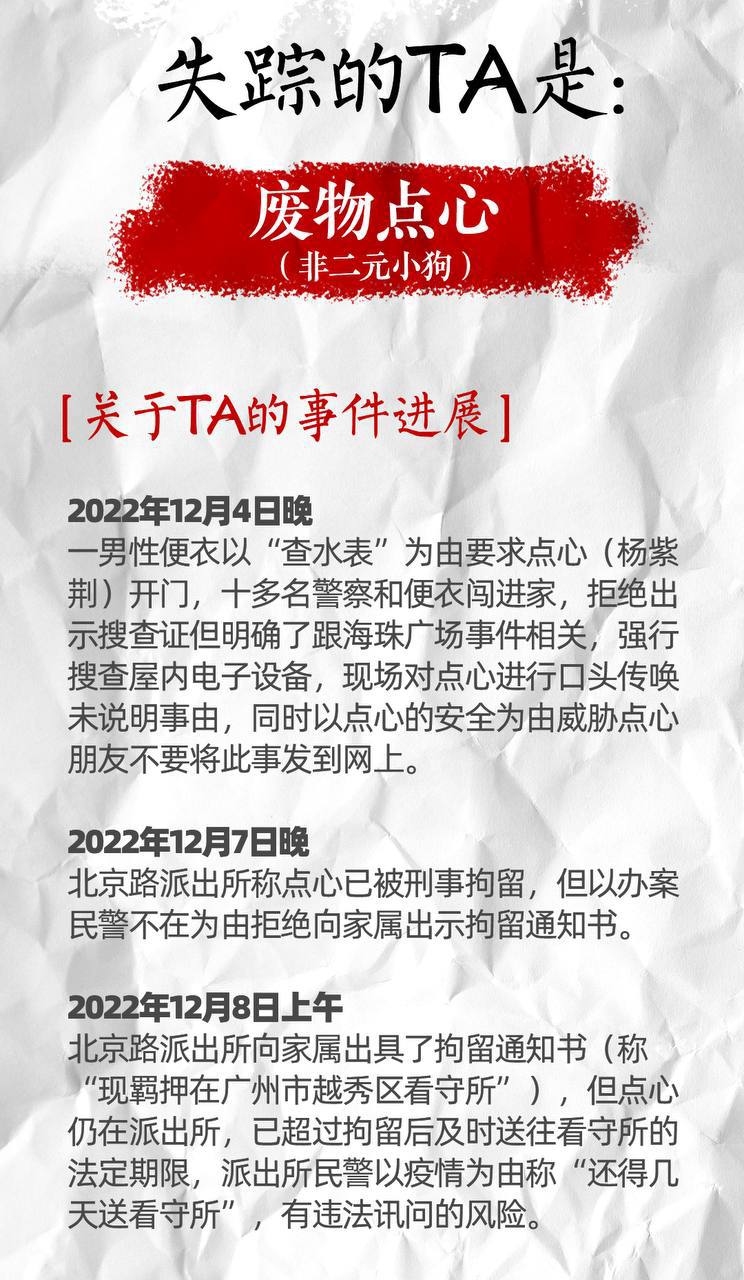 失踪的TA是:
废物点心
（非二元小狗）
[关于TA的事件进展]
2022年12月4日晚
一男性便衣以“查水表”为由要求点心（杨紫
荆）开门，十多名警察和便衣闯进家，拒绝出
示搜查证但明确了跟海珠广场事件相关，强行
搜查屋内电子设备，现场对点心进行口头传唤
未说明事由，同时以点心的安全为由威胁点心
朋友不要将此事发到网上。
2022年12月7日晚
北京路派出所称点心已被刑事拘留，但以办案
民警不在为由拒绝向家属出示拘留通知书。
2022年12月8日上午
北京路派出所向家属出具了拘留通知书（称
“现羁押在广州市越秀区看守所”），但点心
仍在派出所，已超过拘留后及时送往看守所的
法定期限，派出所民警以疫情为由称“还得几
天送看守所”，有违法讯问的风险。